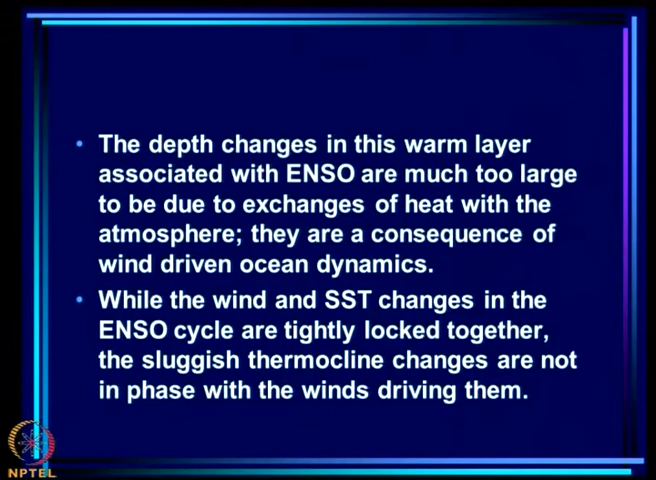 • The depth changes in this warm layer
associated with ENSO are much too large
to be due to exchanges of heat with the
atmosphere; they are a consequence of
wind driven ocean dynamics.
• While the wind and SST changes in the
ENSO cycle are tightly locked together,
the sluggish thermocline changes are not
in phase with the winds driving them.
NPTEL